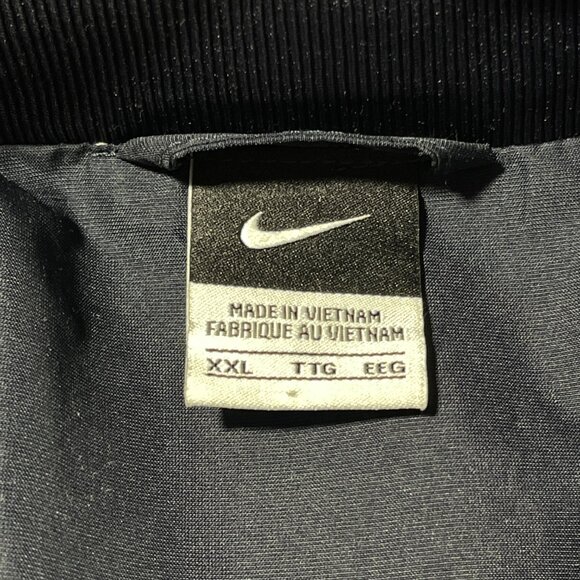 MADE IN VIETNAM
FABRIQUE AU VIETNAM
XXL TTG EEG